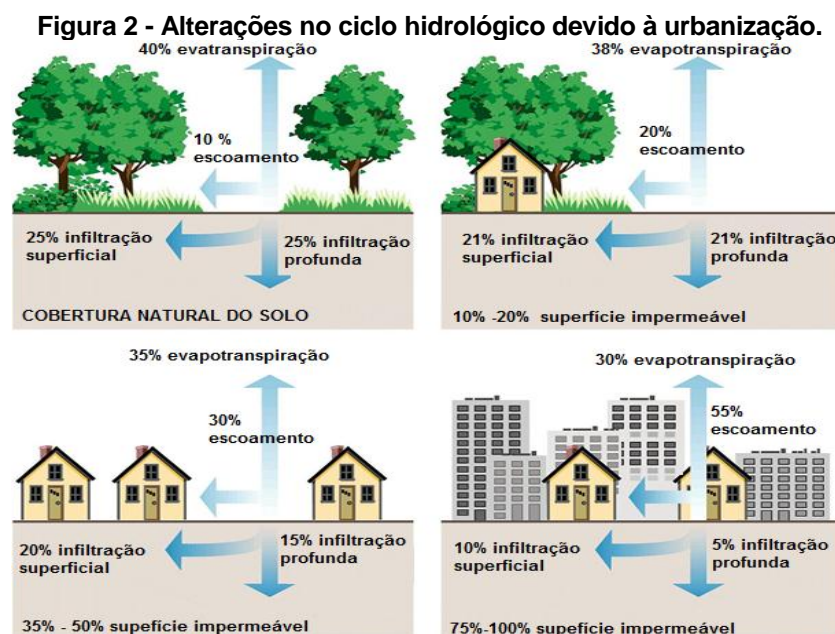 Figura 2 - Alterações no ciclo hidrológico devido à urbanização.
40% evatranspiração
10 %
escoamento
25% infiltração
superficial
25% infiltração
profunda
COBERTURA NATURAL DO SOLO
38% evapotranspiração
20%
escoamento
21% infiltração
superficial
21% infiltração
profunda
10% -20% superfície impermeável
35% evapotranspiração
30%
escoamento
20% infiltração
superficial
15% infiltração
profunda
35% - 50% supefície impermeável
30% evapotranspiração
55%
escoamento
10% infiltração
superficial
5% infiltração
profunda
75%-100% supefície impermeável